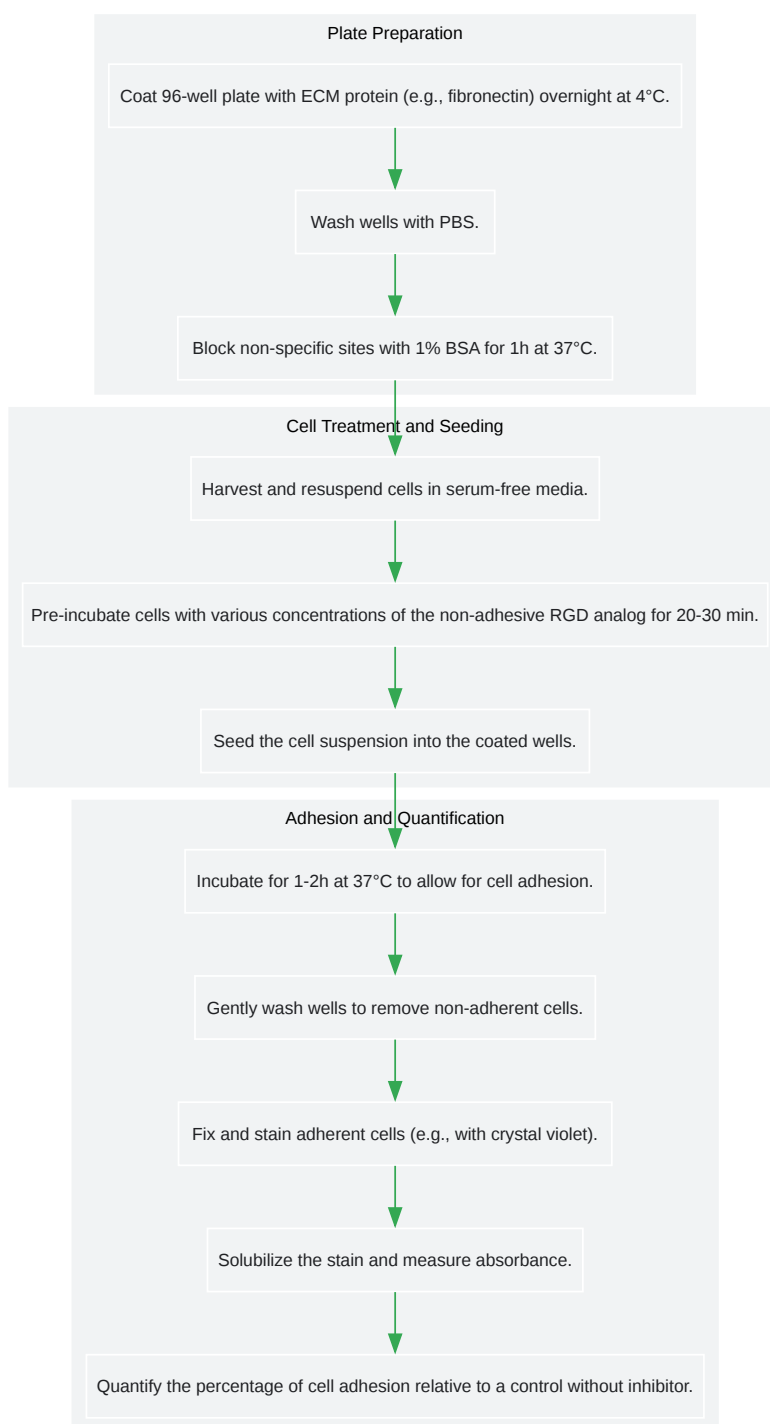 Plate Preparation
Coat 96-well plate with ECM protein (e.g., fibronectin) overnight at 4°C.
Wash wells with PBS.
Block non-specific sites with 1% BSA for 1h at 37°C.
Cell Treatment and Seeding
Harvest and resuspend cells in serum-free media.
Pre-incubate cells with various concentrations of the non-adhesive RGD analog for 20-30 min.
Seed the cell suspension into the coated wells.
Adhesion and Quantification
Incubate for 1-2h at 37°C to allow for cell adhesion.
Gently wash wells to remove non-adherent cells.
Fix and stain adherent cells (e.g., with crystal violet).
Solubilize the stain and measure absorbance.
Quantify the percentage of cell adhesion relative to a control without inhibitor.